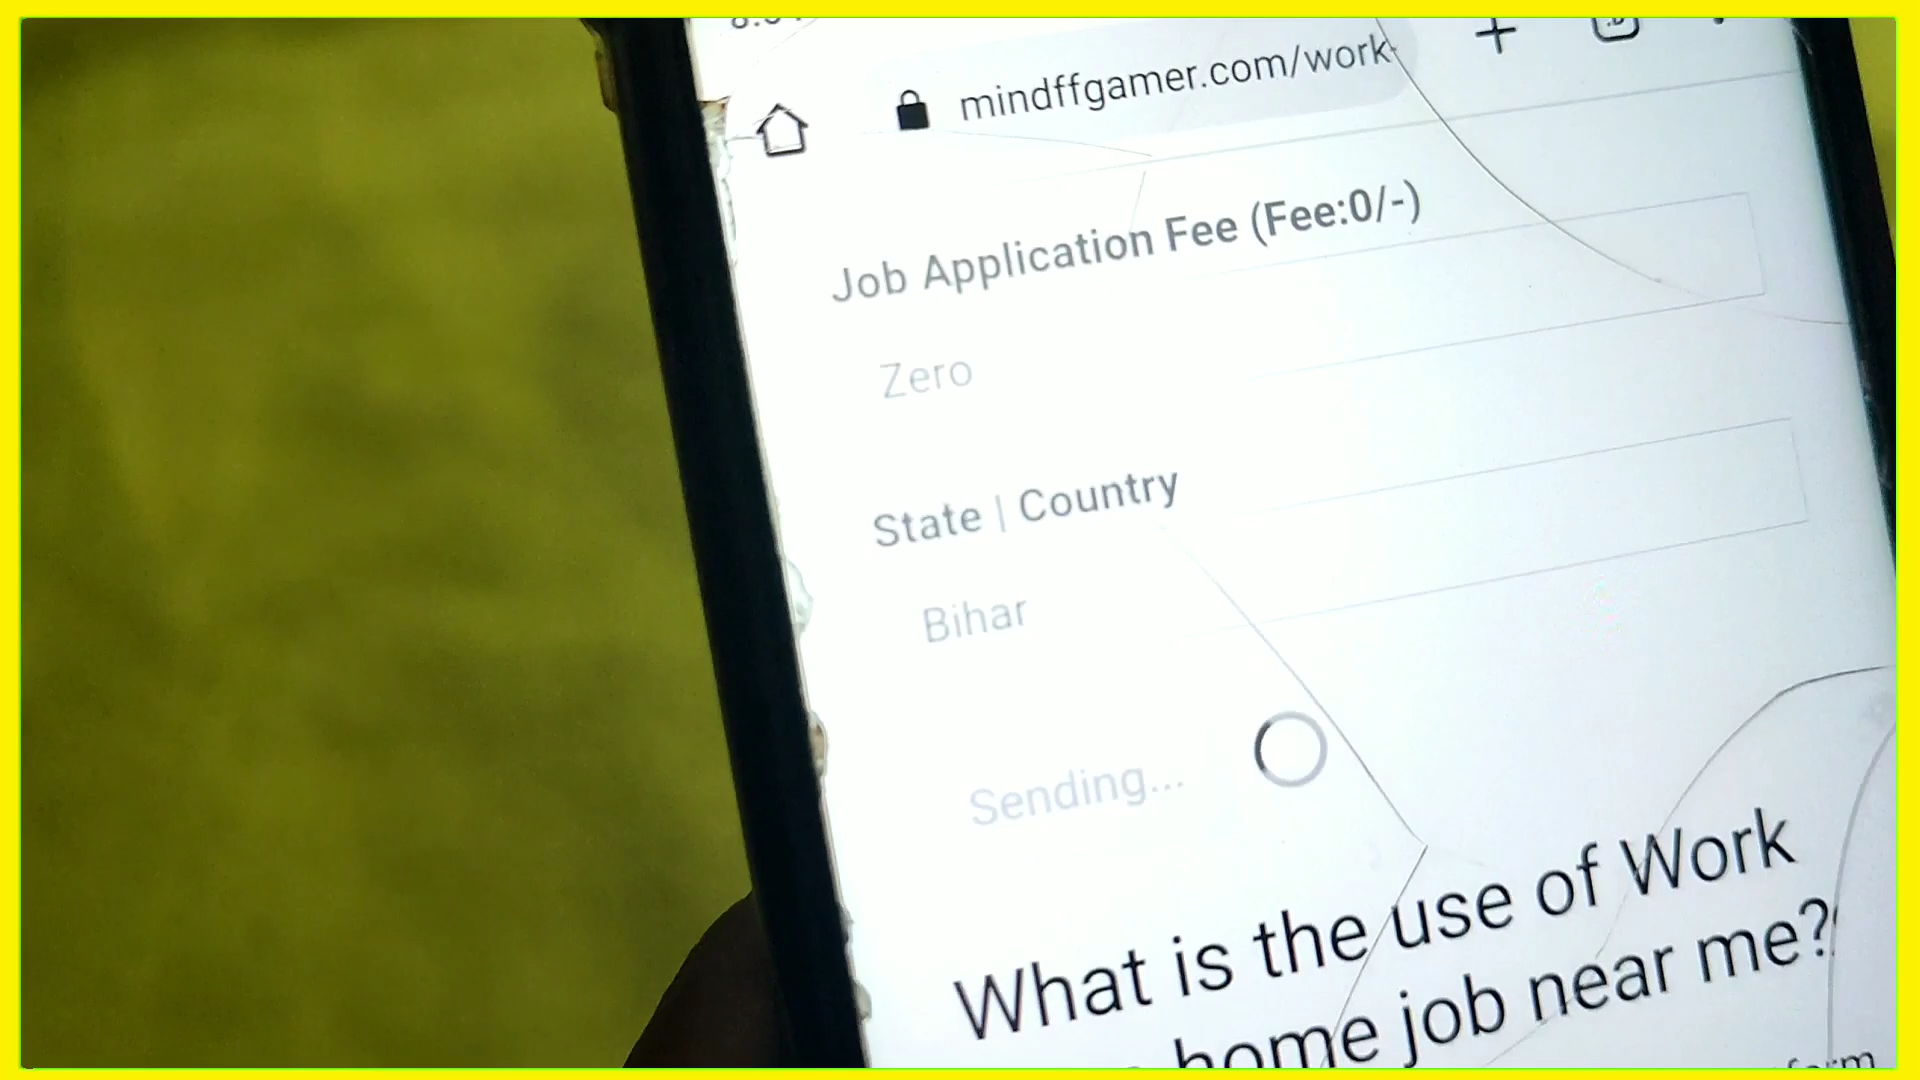 mindffgamer.com/work-
Job Application Fee (Fee:0/-)
Zero
State | Country
Bihar
Sending...
What is the use of Work
home job near me?
form